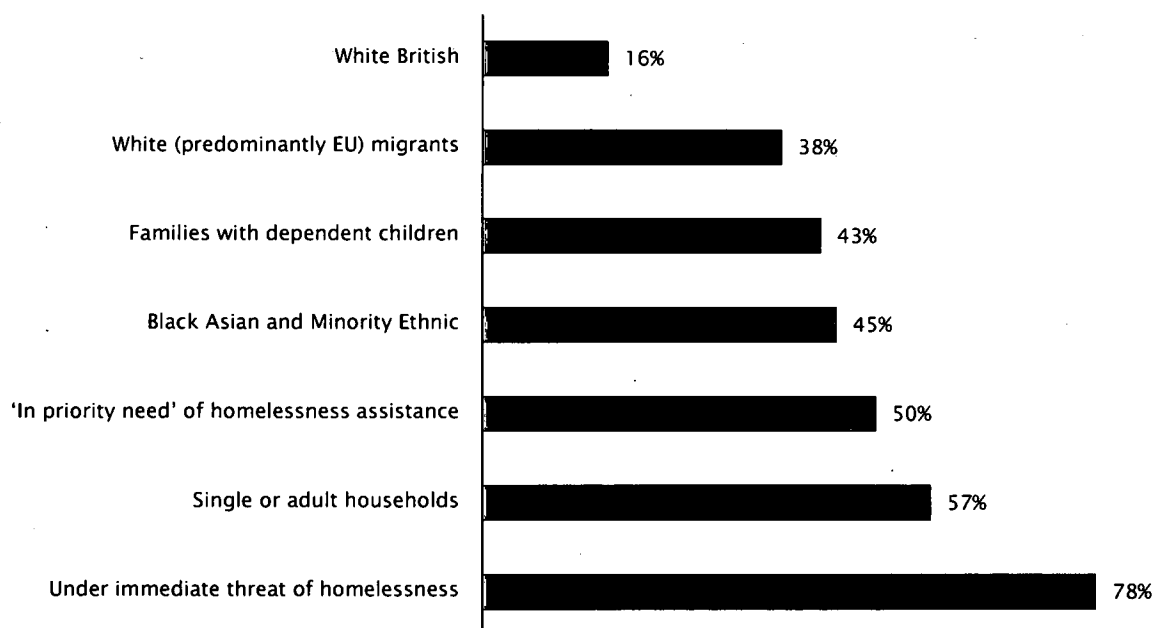 White British 16%
White (predominantly EU) migrants 38%
Families with dependent children 43%
Black Asian and Minority Ethnic 45%
'In priority need' of homelessness assistance 50%
Single or adult households 57%
Under immediate threat of homelessness 78%